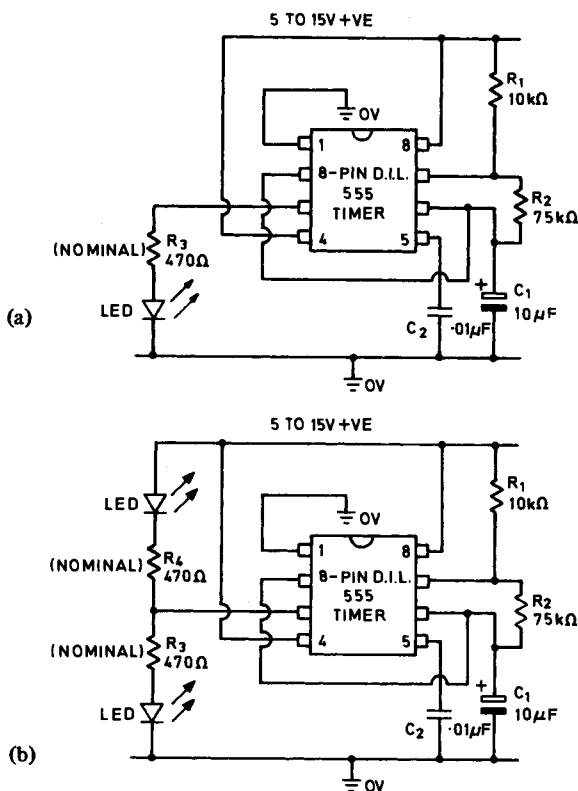 5 TO 15V +VE
R1
10kΩ
0V
1
8
8-PIN D.I.L.
555
TIMER
4
5
R2
75kΩ
(NOMINAL)
R3
470Ω
LED
+
C1
10µF
C2
·01µF
(a)
0V
5 TO 15V +VE
LED
R1
10kΩ
0V
(NOMINAL)
R4
470Ω
1
8
8-PIN D.I.L.
555
TIMER
4
5
R2
75kΩ
(NOMINAL)
R3
470Ω
LED
+
C1
10µF
C2
·01µF
(b)
0V